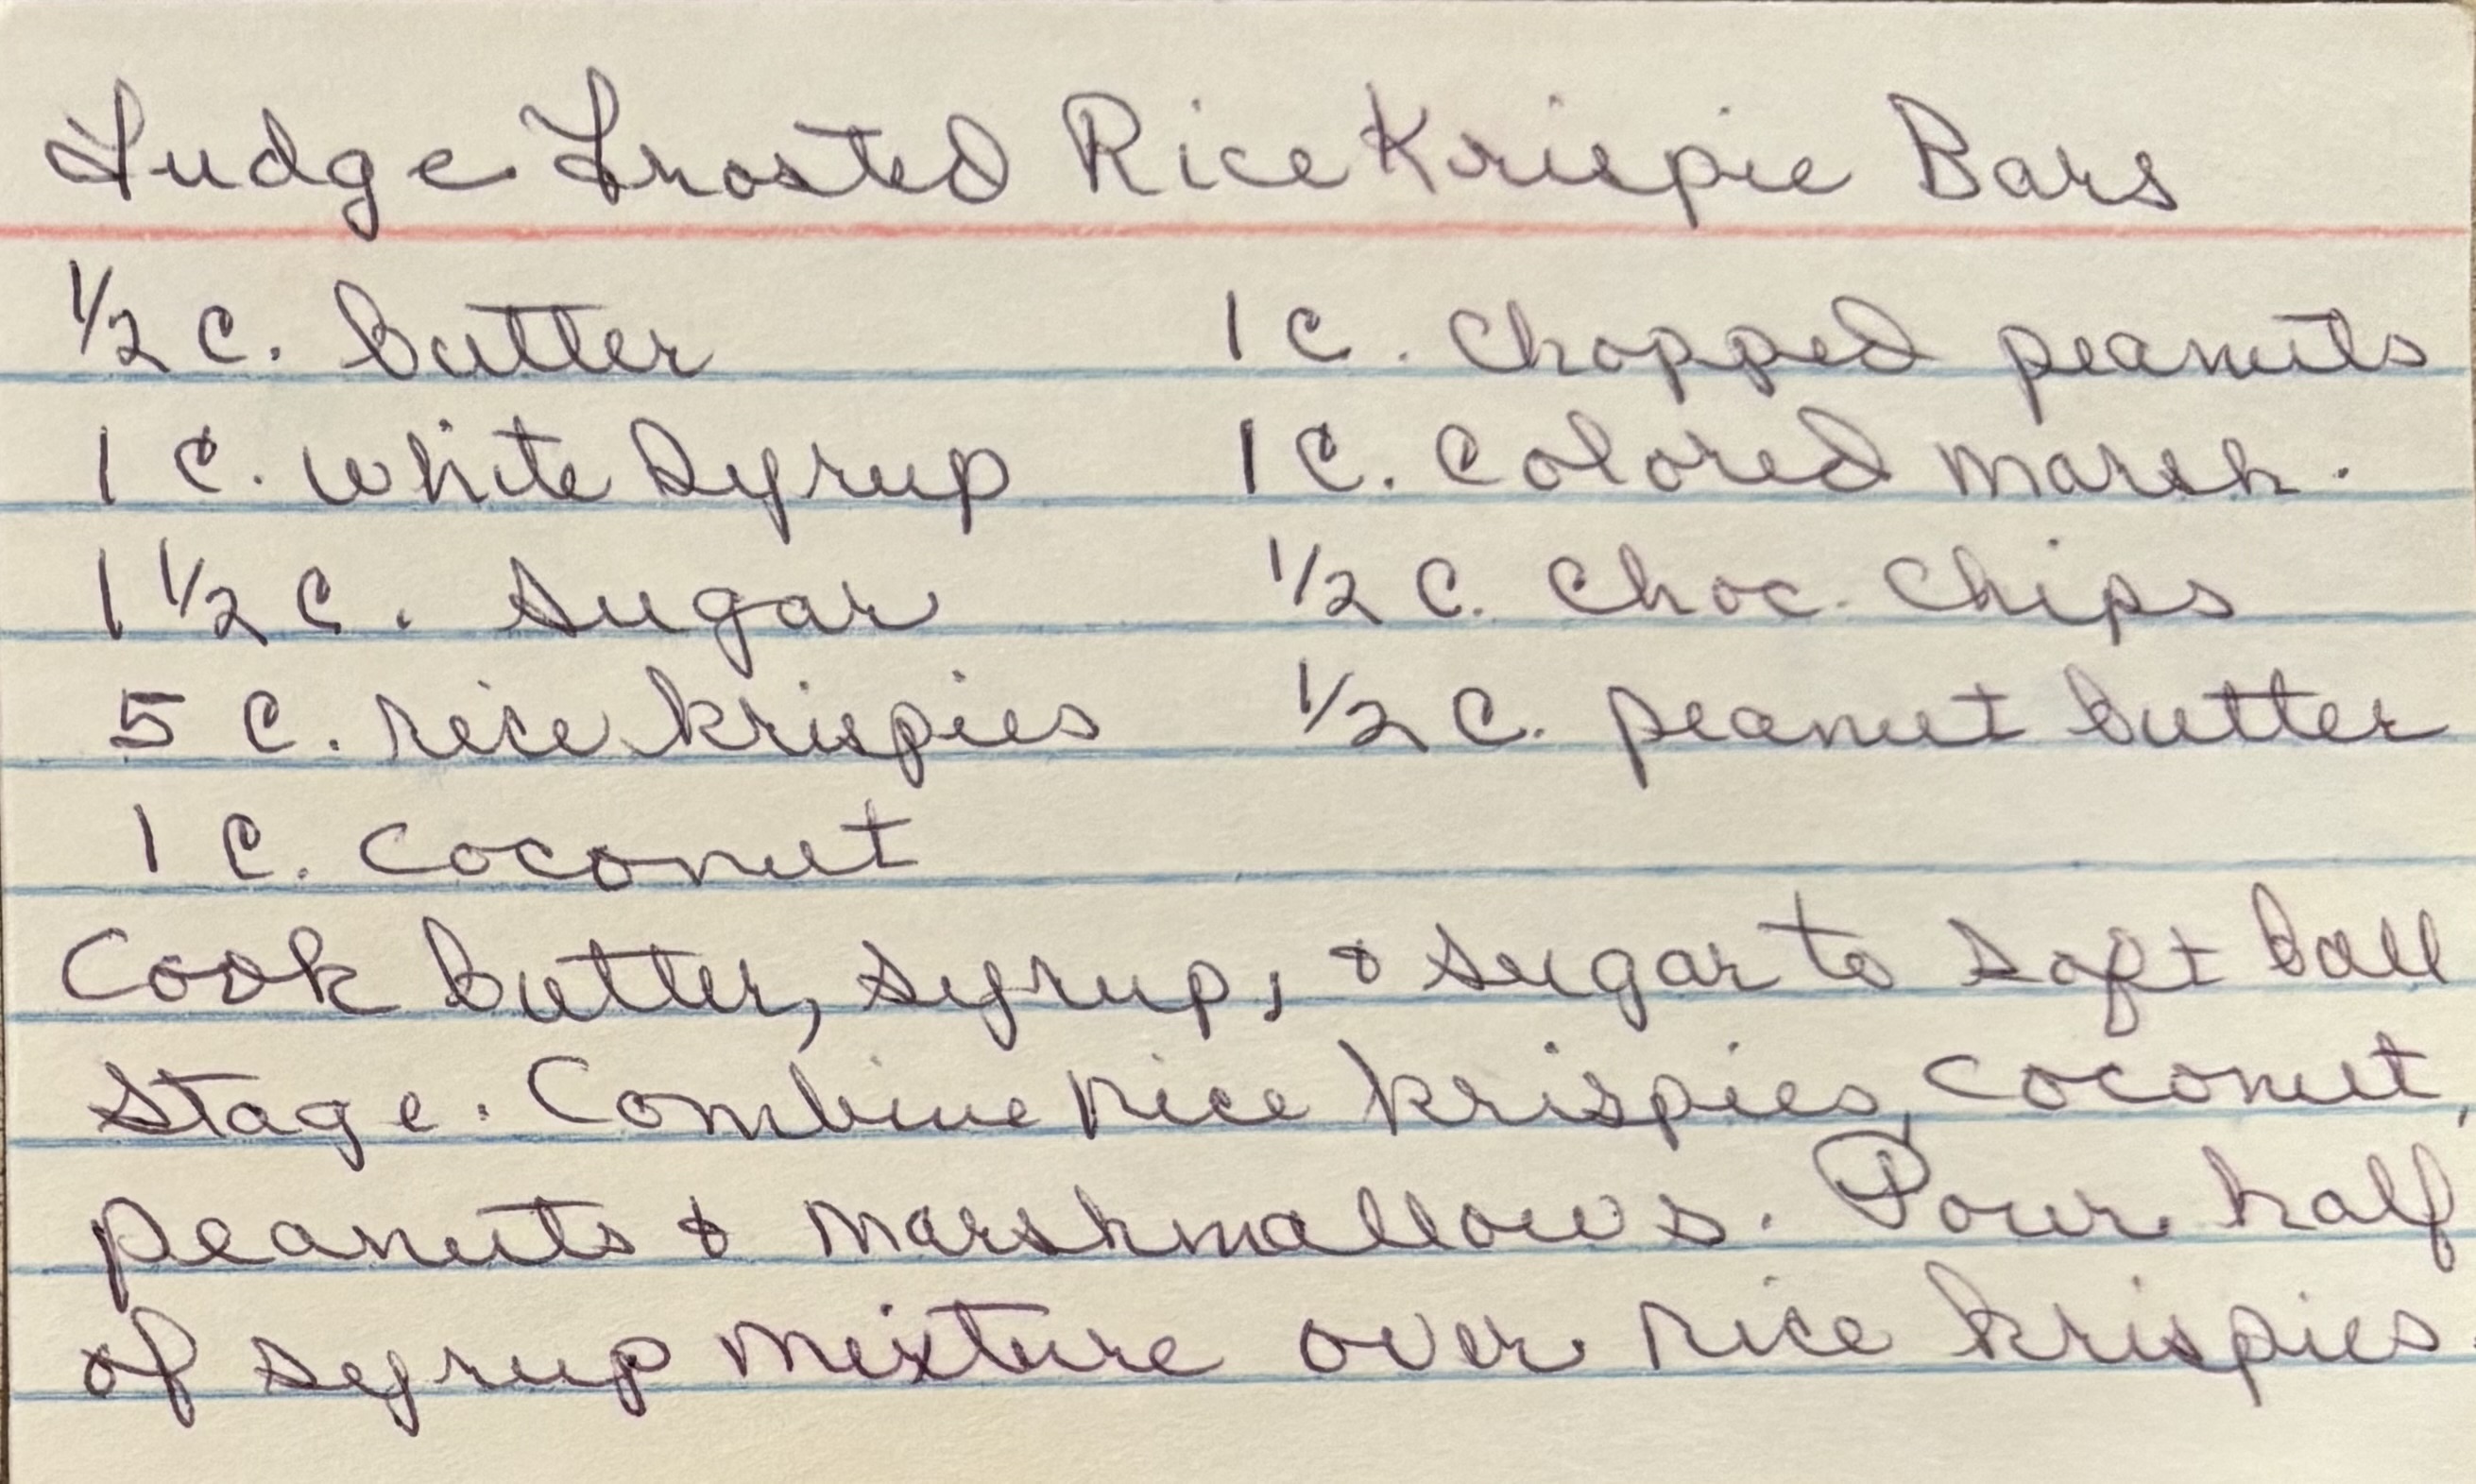 Fudge Frosted Rice Krispie Bars
1/2 c. butter
1 c. white syrup
1 1/2 c. sugar
5 c. rice krispies
1 c. coconut
1 c. chopped peanuts
1 c. colored marsh.
1/2 c. choc. chips
1/2 c. peanut butter
Cook butter, syrup, & sugar to soft ball
stage. Combine rice krispies, coconut,
peanuts & marshmallows. Pour half
of syrup mixture over rice krispies.